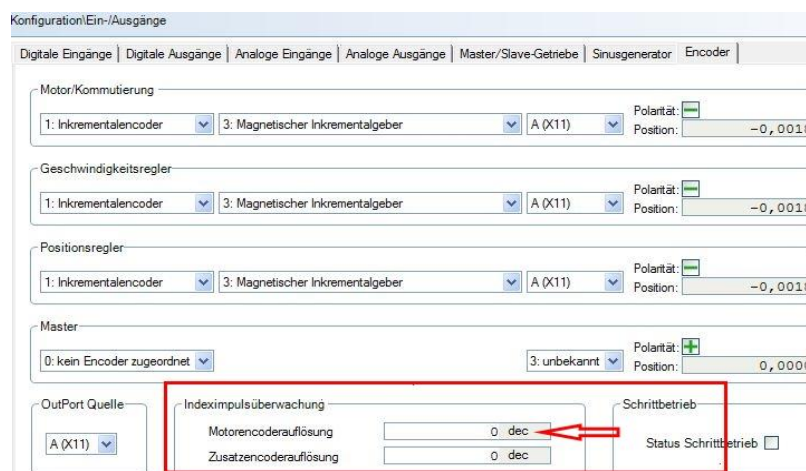 Konfiguration\Ein-/Ausgänge
Digitale Eingänge | Digitale Ausgänge | Analoge Eingänge | Analoge Ausgänge | Master/Slave-Getriebe | Sinusgenerator | Encoder
Motor/Kommutierung
1: Inkrementalencoder 3: Magnetischer Inkrementalgeber A (X11) Polarität:
Position: -0,001
Geschwindigkeitsregler
1: Inkrementalencoder 3: Magnetischer Inkrementalgeber A (X11) Polarität:
Position: -0,001
Positionsregler
1: Inkrementalencoder 3: Magnetischer Inkrementalgeber A (X11) Polarität:
Position: -0,001
Master
0: kein Encoder zugeordnet 3: unbekannt Polarität:
Position: 0,000
OutPort Quelle Indeximpulsüberwachung Schrittbetrieb
A (X11) Motorencoderauflösung 0 dec Status Schrittbetrieb
Zusatzencoderauflösung 0 dec